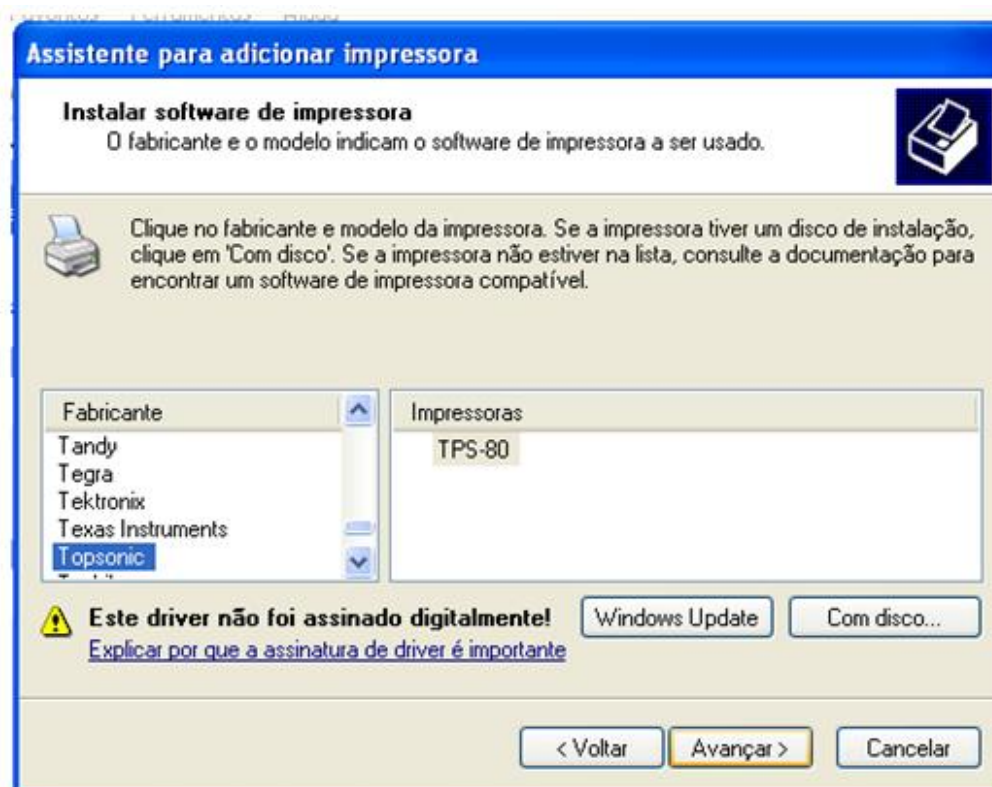 Assistente para adicionar impressora
Instalar software de impressora
O fabricante e o modelo indicam o software de impressora a ser usado.
Clique no fabricante e modelo da impressora. Se a impressora tiver um disco de instalação,
clique em 'Com disco'. Se a impressora não estiver na lista, consulte a documentação para
encontrar um software de impressora compatível.
Fabricante
Tandy
Tegra
Tektronix
Texas Instruments
Topsonic
Impressoras
TPS-80
Este driver não foi assinado digitalmente!
Explicar por que a assinatura de driver é importante
Windows Update
Com disco...
< Voltar
Avançar >
Cancelar